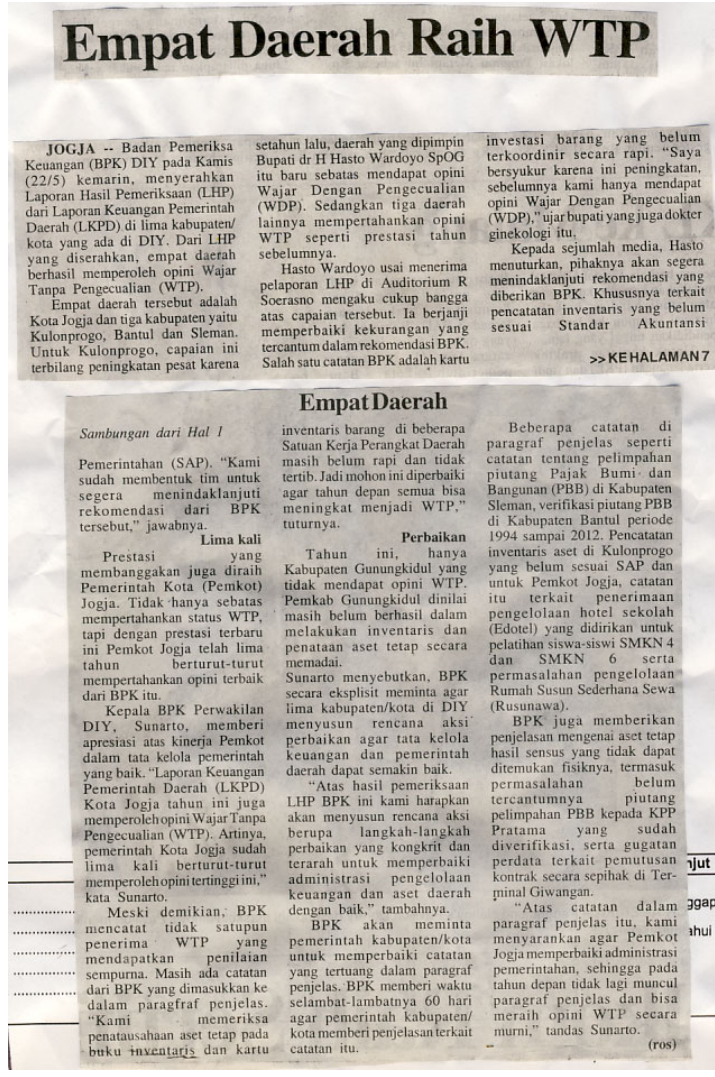 Empat Daerah Raih WTP
JOGJA -- Badan Pemeriksa
Keuangan (BPK) DIY pada Kamis
(22/5) kemarin, menyerahkan
Laporan Hasil Pemeriksaan (LHP)
dari Laporan Keuangan Pemerintah
Daerah (LKPD) di lima kabupaten/
kota yang ada di DIY. Dari LHP
yang diserahkan, empat daerah
berhasil memperoleh opini Wajar
Tanpa Pengecualian (WTP).
Empat daerah tersebut adalah
Kota Jogja dan tiga kabupaten yaitu
Kulonprogo, Bantul dan Sleman.
Untuk Kulonprogo, capaian ini
terbilang peningkatan pesat karena
setahun lalu, daerah yang dipimpin
Bupati dr H Hasto Wardoyo SpOG
itu baru sebatas mendapat opini
Wajar Dengan Pengecualian
(WDP). Sedangkan tiga daerah
lainnya mempertahankan opini
WTP seperti prestasi tahun
sebelumnya.
Hasto Wardoyo usai menerima
pelaporan LHP di Auditorium R
Soerasno mengaku cukup bangga
atas capaian tersebut. Ia berjanji
memperbaiki kekurangan yang
tercantum dalam rekomendasi BPK.
Salah satu catatan BPK adalah kartu
investasi barang yang belum
terkoordinir secara rapi. “Saya
bersyukur karena ini peningkatan,
sebelumnya kami hanya mendapat
opini Wajar Dengan Pengecualian
(WDP),” ujar bupati yang juga dokter
ginekologi itu.
Kepada sejumlah media, Hasto
menuturkan, pihaknya akan segera
menindaklanjuti rekomendasi yang
diberikan BPK. Khususnya terkait
pencatatan inventaris yang belum
sesuai Standar Akuntansi
>> KE HALAMAN 7
Empat Daerah
Sambungan dari Hal 1
Pemerintahan (SAP). “Kami
sudah membentuk tim untuk
segera menindaklanjuti
rekomendasi dari BPK
tersebut,” jawabnya.
Lima kali
Prestasi yang
membanggakan juga diraih
Pemerintah Kota (Pemkot)
Jogja. Tidak hanya sebatas
mempertahankan status WTP,
tapi dengan prestasi terbaru
ini Pemkot Jogja telah lima
tahun berturut-turut
mempertahankan opini terbaik
dari BPK itu.
Kepala BPK Perwakilan
DIY, Sunarto, memberi
apresiasi atas kinerja Pemkot
dalam tata kelola pemerintah
yang baik. “Laporan Keuangan
Pemerintah Daerah (LKPD)
Kota Jogja tahun ini juga
memperoleh opini Wajar Tanpa
Pengecualian (WTP). Artinya,
pemerintah Kota Jogja sudah
lima kali berturut-turut
memperoleh opini tertinggi ini,”
kata Sunarto.
Meski demikian, BPK
mencatat tidak satupun
penerima WTP yang
mendapatkan penilaian
sempurna. Masih ada catatan
dari BPK yang dimasukkan ke
dalam paragfraf penjelas.
“Kami memeriksa
penatausahaan aset tetap pada
buku inventaris dan kartu
inventaris barang di beberapa
Satuan Kerja Perangkat Daerah
masih belum rapi dan tidak
tertib. Jadi mohon ini diperbaiki
agar tahun depan semua bisa
meningkat menjadi WTP,”
tuturnya.
Perbaikan
Tahun ini, hanya
Kabupaten Gunungkidul yang
tidak mendapat opini WTP.
Pemkab Gunungkidul dinilai
masih belum berhasil dalam
melakukan inventaris dan
penataan aset tetap secara
memadai.
Sunarto menyebutkan, BPK
secara eksplisit meminta agar
lima kabupaten/kota di DIY
menyusun rencana aksi
perbaikan agar tata kelola
keuangan dan pemerintah
daerah dapat semakin baik.
“Atas hasil pemeriksaan
LHP BPK ini kami harapkan
akan menyusun rencana aksi
berupa langkah-langkah
perbaikan yang kongkrit dan
terarah untuk memperbaiki
administrasi pengelolaan
keuangan dan aset daerah
dengan baik,” tambahnya.
BPK akan meminta
pemerintah kabupaten/kota
untuk memperbaiki catatan
yang tertuang dalam paragraf
penjelas. BPK memberi waktu
selambat-lambatnya 60 hari
agar pemerintah kabupaten/
kota memberi penjelasan terkait
catatan itu.
Beberapa catatan di
paragraf penjelas seperti
catatan tentang pelimpahan
piutang Pajak Bumi dan
Bangunan (PBB) di Kabupaten
Sleman, verifikasi piutang PBB
di Kabupaten Bantul periode
1994 sampai 2012. Pencatatan
inventaris aset di Kulonprogo
yang belum sesuai SAP dan
untuk Pemkot Jogja, catatan
itu terkait penerimaan
pengelolaan hotel sekolah
(Edotel) yang didirikan untuk
pelatihan siswa-siswi SMKN 4
dan SMKN 6 serta
permasalahan pengelolaan
Rumah Susun Sederhana Sewa
(Rusunawa).
BPK juga memberikan
penjelasan mengenai aset tetap
hasil sensus yang tidak dapat
ditemukan fisiknya, termasuk
permasalahan belum
tercantumnya piutang
pelimpahan PBB kepada KPP
Pratama yang sudah
diverifikasi, serta gugatan
perdata terkait pemutusan
kontrak secara sepihak di Ter-
minal Giwangan.
“Atas catatan dalam
paragraf penjelas itu, kami
menyarankan agar Pemkot
Jogja memperbaiki administrasi
pemerintahan, sehingga pada
tahun depan tidak lagi muncul
paragraf penjelas dan bisa
meraih opini WTP secara
murni,” tandas Sunarto.
(ros)
njut
ggap
ahui